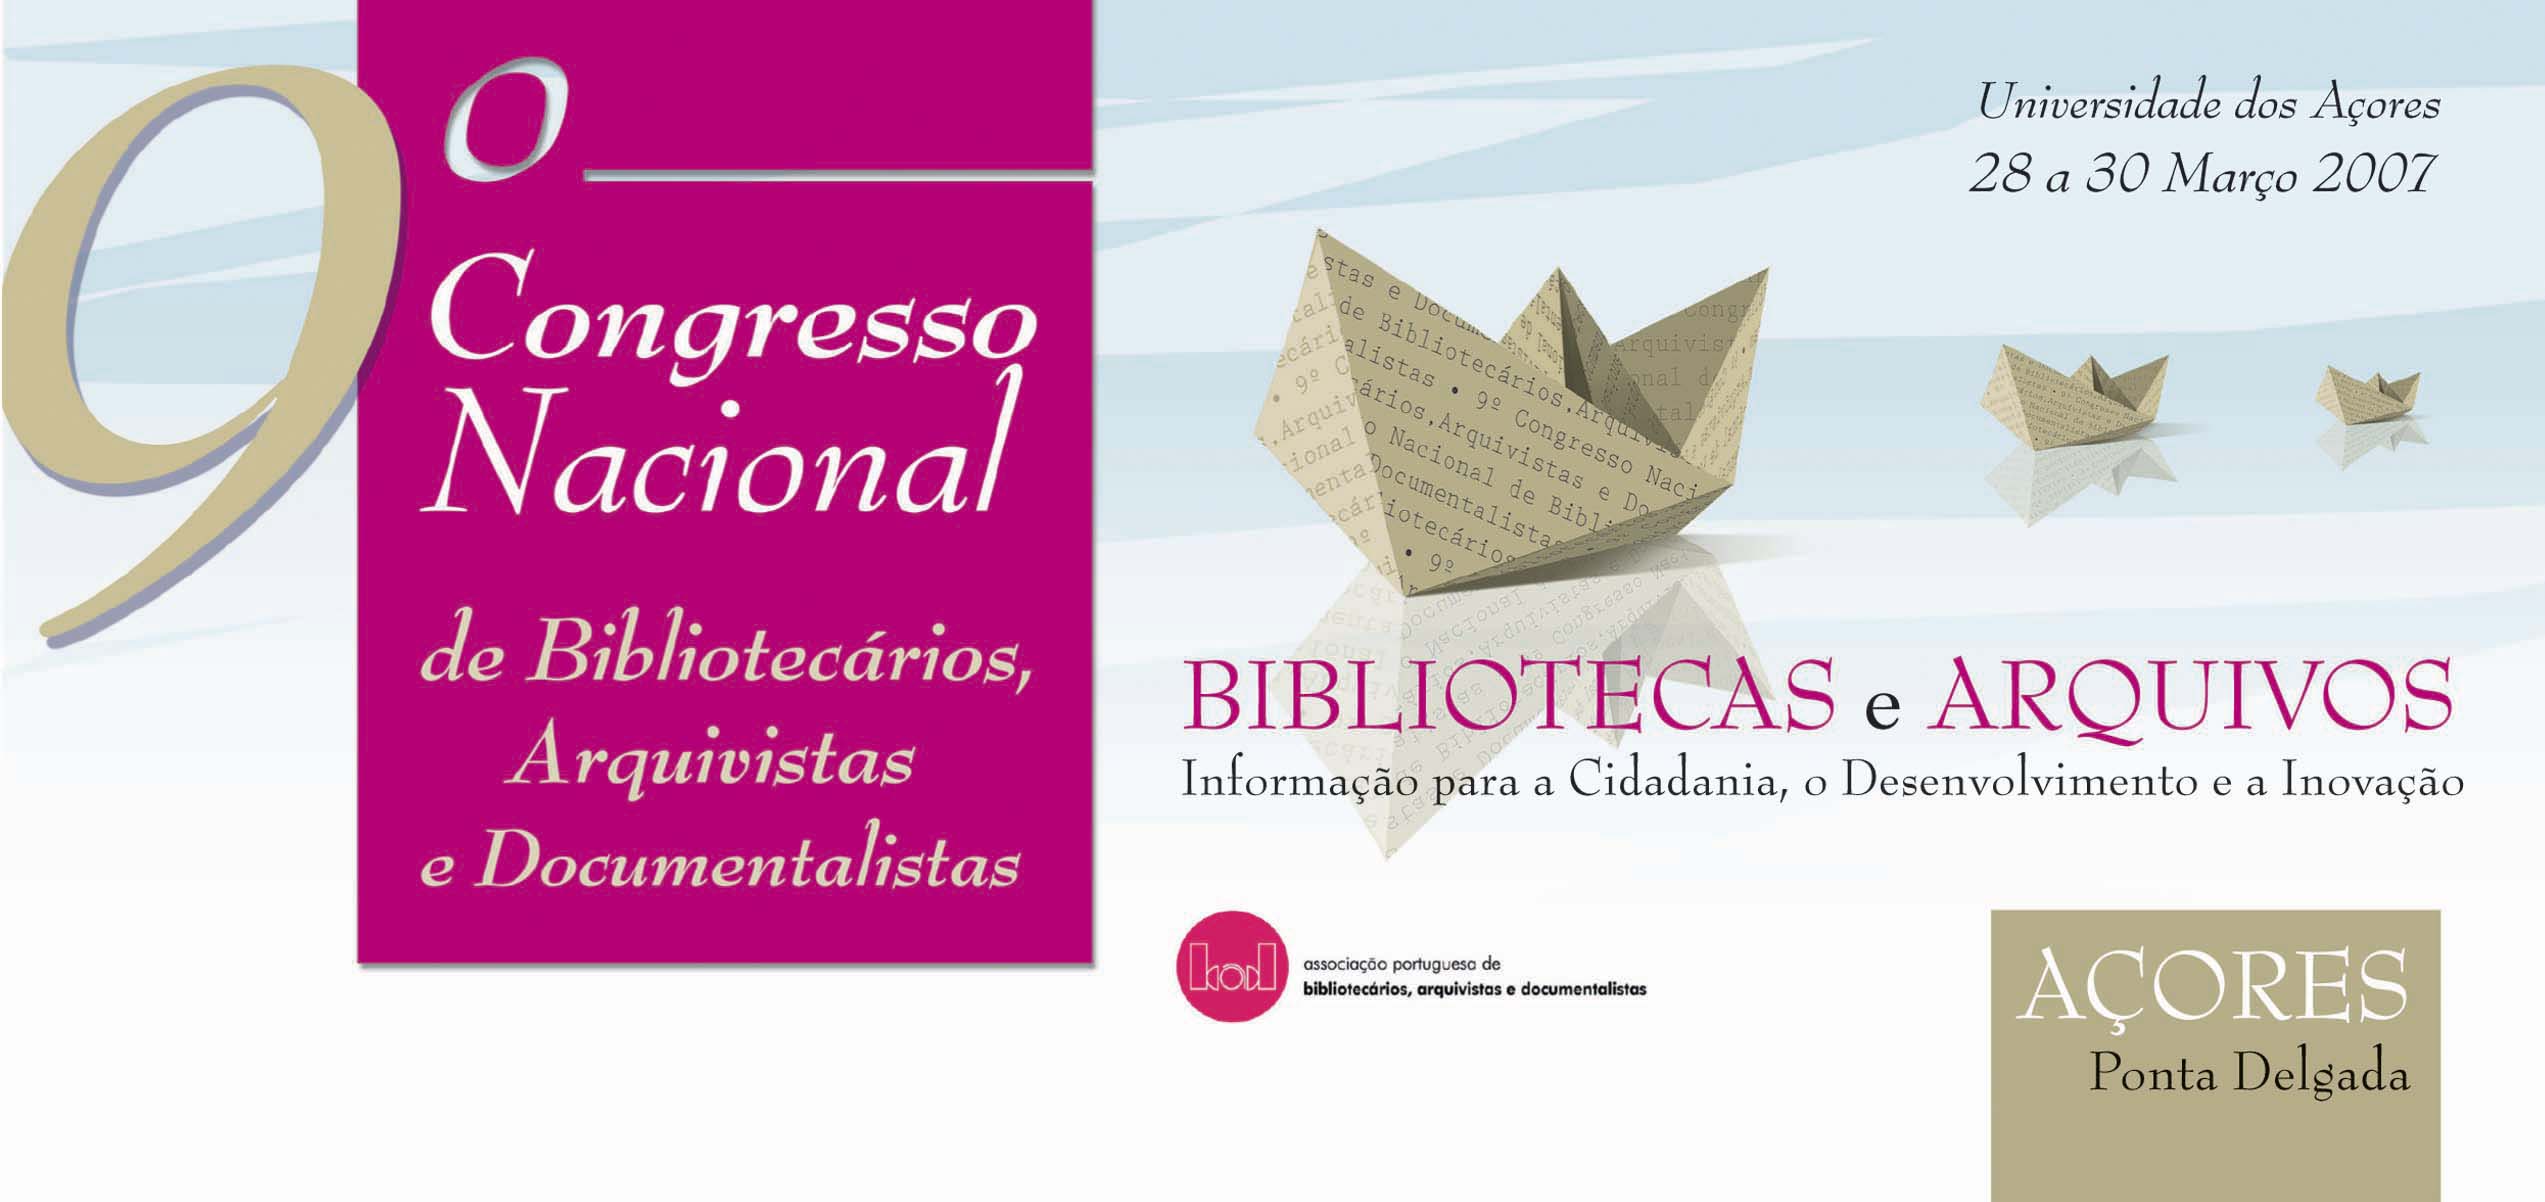 9º
Congresso
Nacional
de Bibliotecários,
Arquivistas
e Documentalistas
Universidade dos Açores
28 a 30 Março 2007
BIBLIOTECAS e ARQUIVOS
Informação para a Cidadania, o Desenvolvimento e a Inovação
bad
associação portuguesa de
bibliotecários, arquivistas e documentalistas
AÇORES
Ponta Delgada